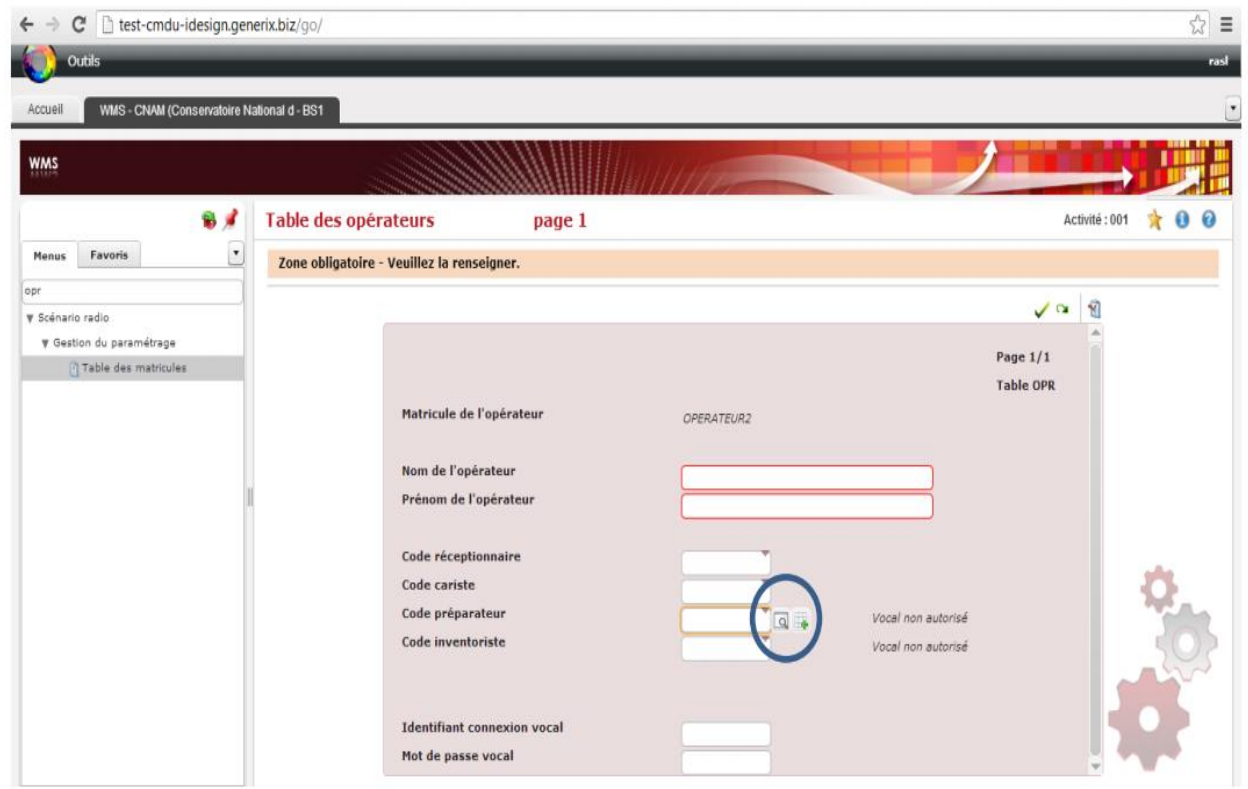 test-cmdu-idesign.generix.biz/go/
Outils
rasl
Accueil
WMS - CNAM (Conservatoire National d - BS1
WMS
Table des opérateurs page 1
Activité : 001
Menus
Favoris
Zone obligatoire - Veuillez la renseigner.
opr
Scénario radio
Gestion du paramétrage
Table des matricules
Page 1/1
Table OPR
Matricule de l'opérateur OPERATEUR2
Nom de l'opérateur
Prénom de l'opérateur
Code réceptionnaire
Code cariste
Code préparateur Vocal non autorisé
Code inventoriste Vocal non autorisé
Identifiant connexion vocal
Mot de passe vocal